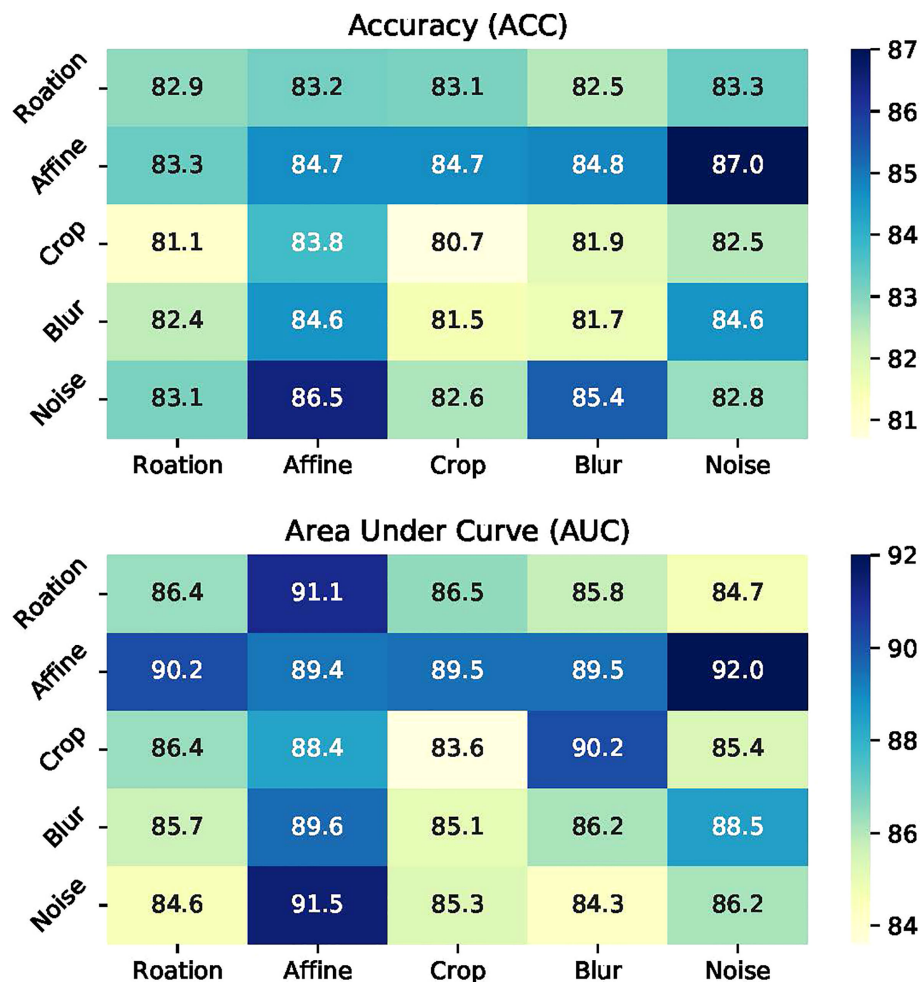 Accuracy (ACC)
Roation 82.9 83.2 83.1 82.5 83.3
Affine 83.3 84.7 84.7 84.8 87.0
Crop 81.1 83.8 80.7 81.9 82.5
Blur 82.4 84.6 81.5 81.7 84.6
Noise 83.1 86.5 82.6 85.4 82.8
Roation Affine Crop Blur Noise
87
86
85
84
83
82
81
Area Under Curve (AUC)
Roation 86.4 91.1 86.5 85.8 84.7
Affine 90.2 89.4 89.5 89.5 92.0
Crop 86.4 88.4 83.6 90.2 85.4
Blur 85.7 89.6 85.1 86.2 88.5
Noise 84.6 91.5 85.3 84.3 86.2
Roation Affine Crop Blur Noise
92
90
88
86
84